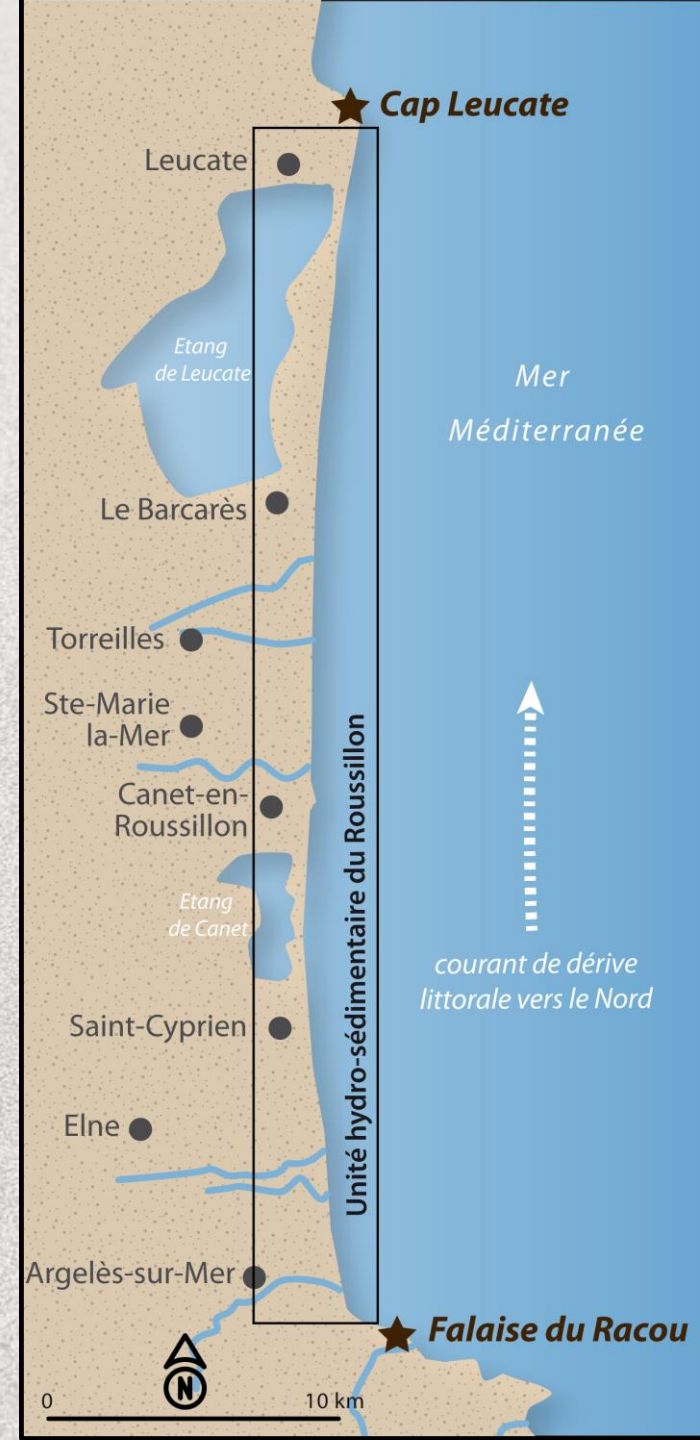 Cap Leucate
Leucate
Etang
de Leucate
Mer
Méditerranée
Le Barcarès
Torreilles
Ste-Marie
la-Mer
Canet-en-
Roussillon
Unité hydro-sédimentaire du Roussillon
Etang
de Canet
courant de dérive
littorale vers le Nord
Saint-Cyprien
Elne
Argelès-sur-Mer
Falaise du Racou
N
0 10 km